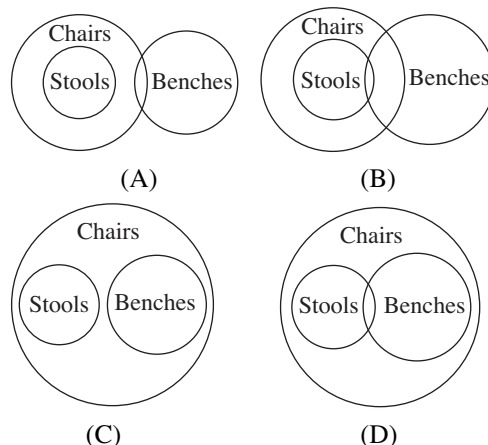 Chairs
Stools
Benches
(A)
Chairs
Stools
Benches
(B)
Chairs
Stools
Benches
(C)
Chairs
Stools
Benches
(D)